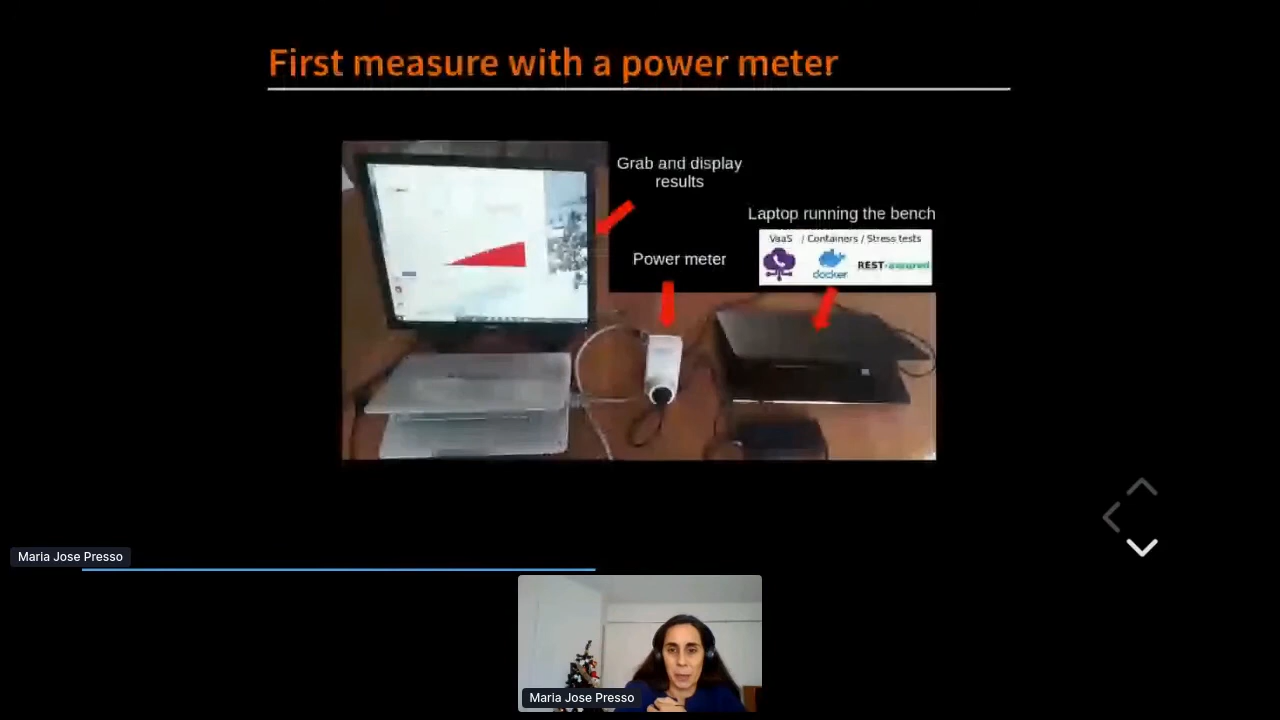 First measure with a power meter
Grab and display
results
Laptop running the bench
VaaS / Containers / Stress tests
docker
REST-assured
Power meter
Maria Jose Presso
Maria Jose Presso